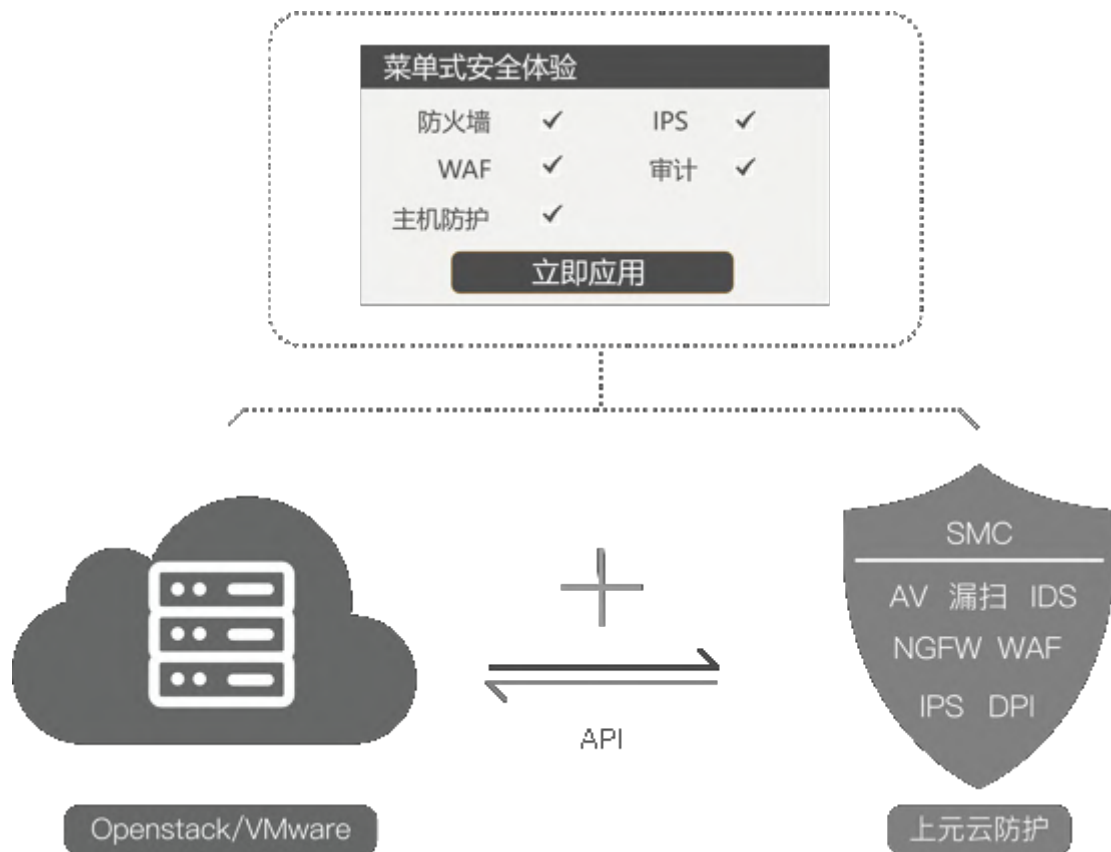 菜单式安全体验
防火墙 ✓ IPS ✓
WAF ✓ 审计 ✓
主机防护 ✓
立即应用
SMC
AV 漏扫 IDS
NGFW WAF
IPS DPI
API
Openstack/VMware
上元云防护